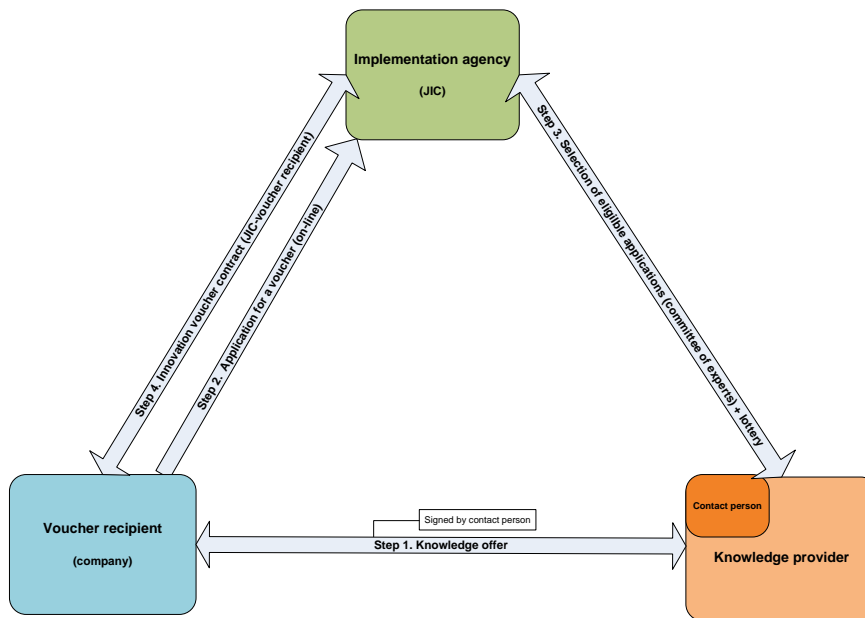 Implementation agency
(JIC)
Step 4. Innovation voucher contract (JIC-voucher recipient)
Step 2. Application for a voucher (on-line)
Step 3. Selection of eligilble applications (committee of experts) + lottery
Voucher recipient
(company)
Signed by contact person
Step 1. Knowledge offer
Contact person
Knowledge provider